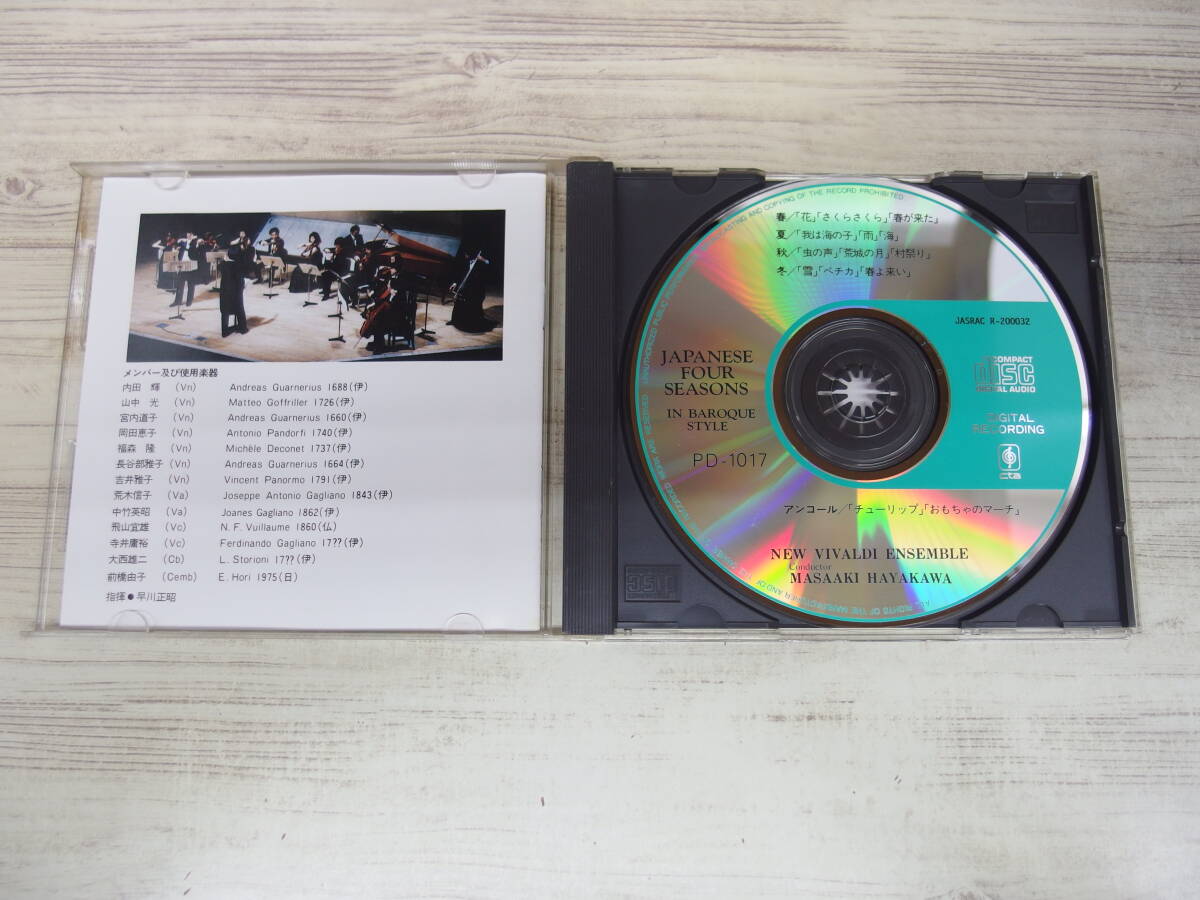 メンバー及び使用楽器
内田 輝 (Vn) Andreas Guarnerius 1688(伊)
山中 光 (Vn) Matteo Goffriller 1726(伊)
宮内道子 (Vn) Andreas Guarnerius 1660(伊)
岡田恵子 (Vn) Antonio Pandorfi 1740(伊)
福森 隆 (Vn) Michèle Deconet 1737(伊)
長谷部雅子 (Vn) Andreas Guarnerius 1664(伊)
吉井雅子 (Vn) Vincent Panormo 1791(伊)
荒木信子 (Va) Joseppe Antonio Gagliano 1843(伊)
中竹英昭 (Va) Joanes Gagliano 1862(伊)
飛山宜雄 (Vc) N. F. Vuillaume 1860(仏)
寺井庸裕 (Vc) Ferdinando Gagliano 17??(伊)
大西雄二 (Cb) L. Storioni 17??(伊)
前橋由子 (Cemb) E. Hori 1975(日)
指揮●早川正昭
春/「花」「さくらさくら」「春が来た」
夏/「我は海の子」「雨」「海」
秋/「虫の声」「荒城の月」「村祭り」
冬/「雪」「ペチカ」「春よ来い」
JASRAC R-200032
JAPANESE
FOUR
SEASONS
IN BAROQUE
STYLE
PD-1017
COMPACT
disc
DIGITAL AUDIO
DIGITAL
RECORDING
アンコール/「チューリップ」「おもちゃのマーチ」
NEW VIVALDI ENSEMBLE
Conductor
MASAAKI HAYAKAWA